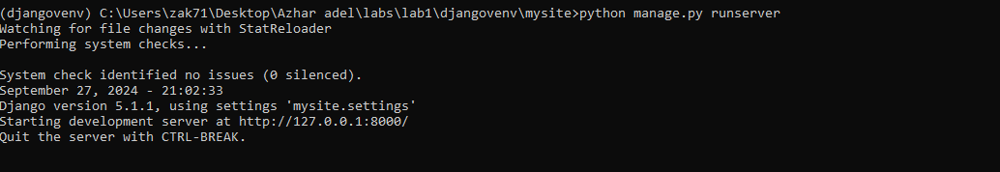 (djangovenv) C:\Users\zak71\Desktop\Azhar adel\labs\lab1\djangovenv\mysite>python manage.py runserver
Watching for file changes with StatReloader
Performing system checks...

System check identified no issues (0 silenced).
September 27, 2024 - 21:02:33
Django version 5.1.1, using settings 'mysite.settings'
Starting development server at http://127.0.0.1:8000/
Quit the server with CTRL-BREAK.